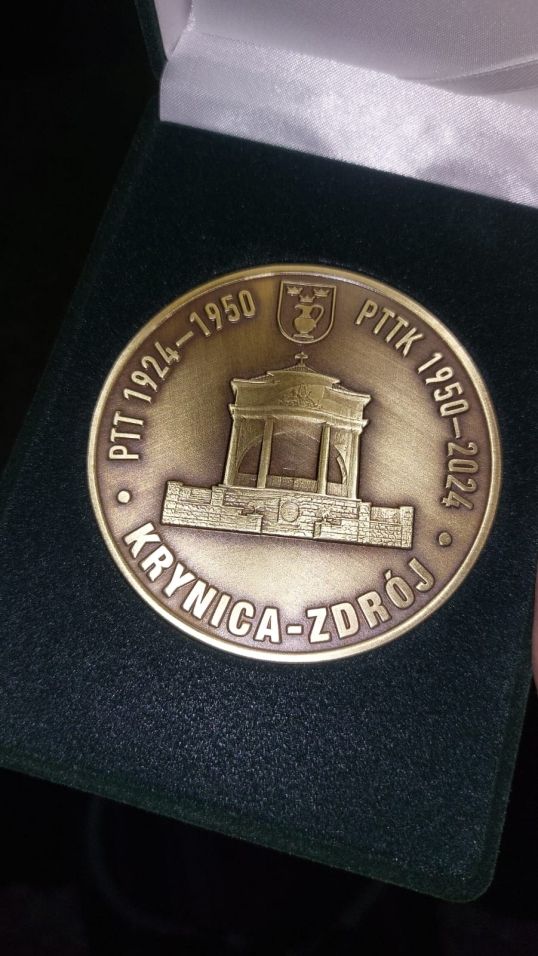 PTT 1924–1950
PTTK 1950–2024
• KRYNICA-ZDRÓJ •